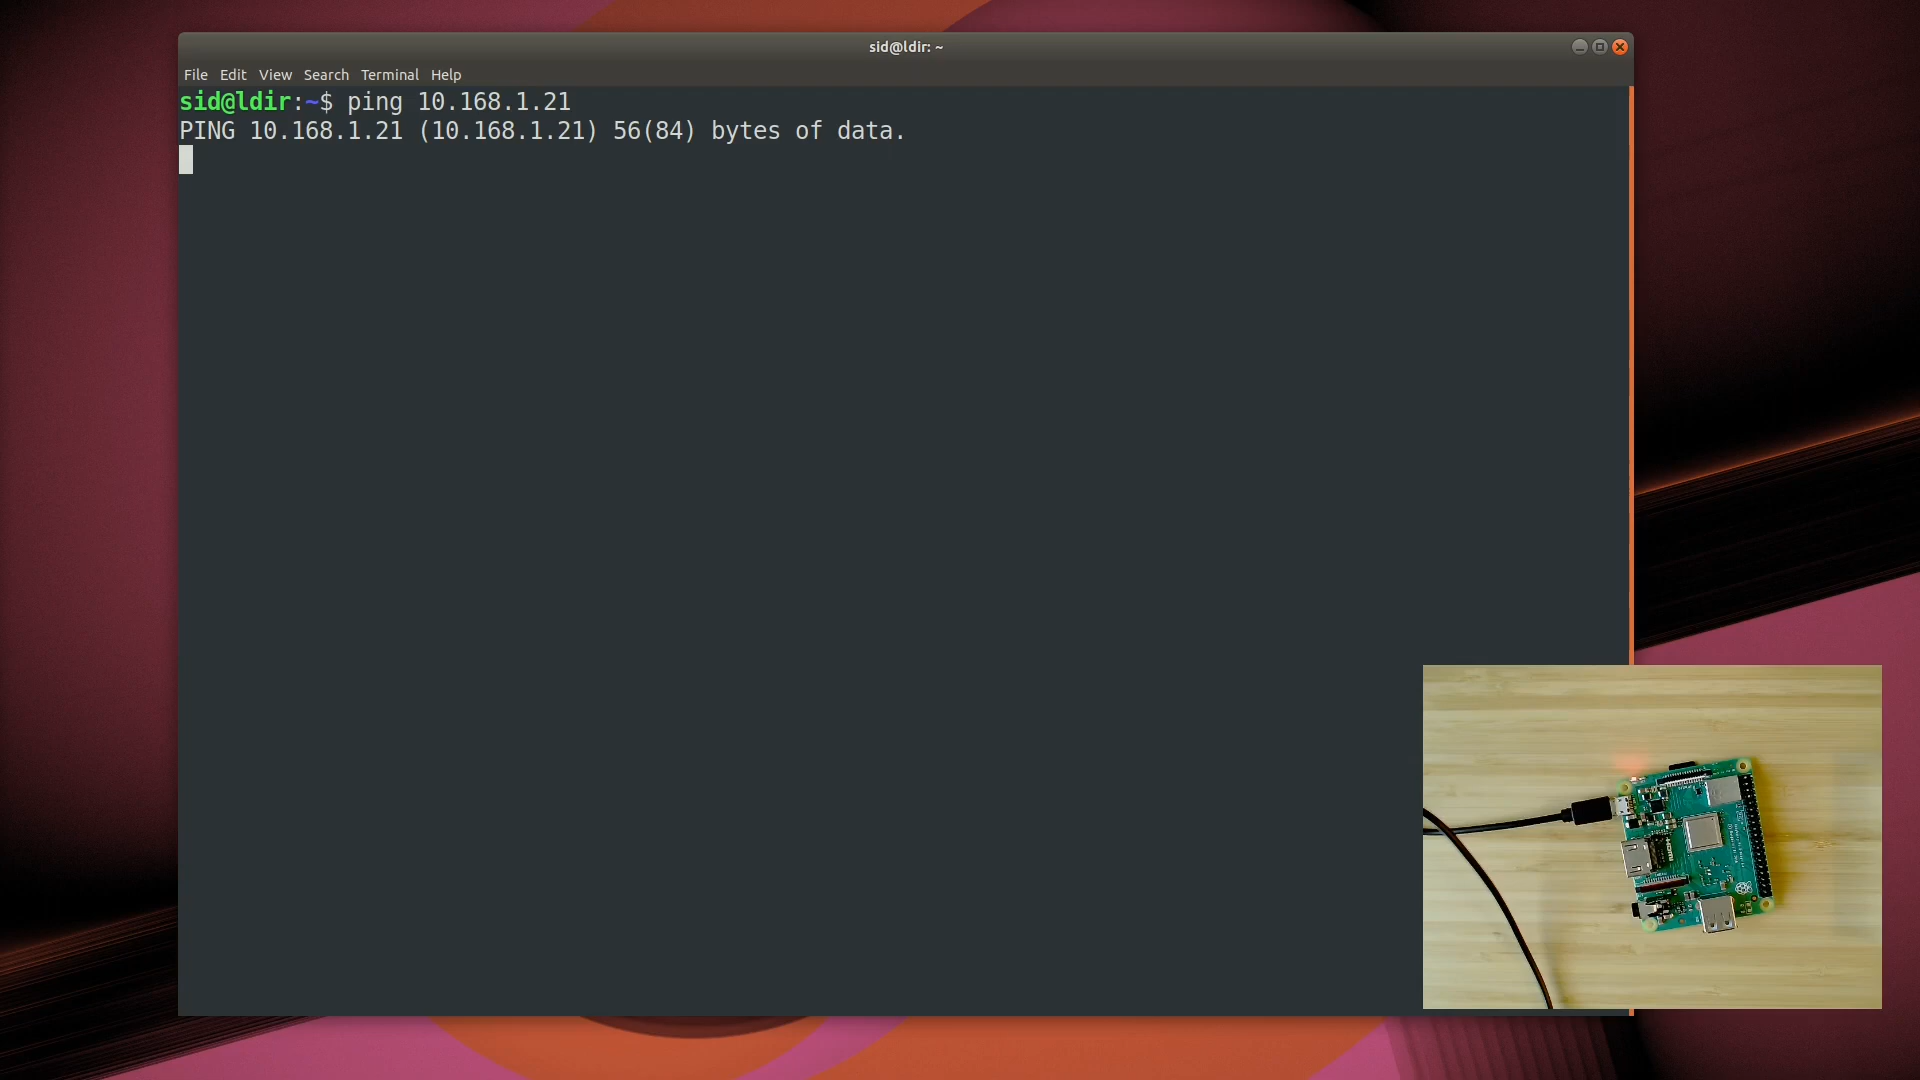 sid@ldir: ~
File Edit View Search Terminal Help
sid@ldir:~$ ping 10.168.1.21
PING 10.168.1.21 (10.168.1.21) 56(84) bytes of data.
HDMI